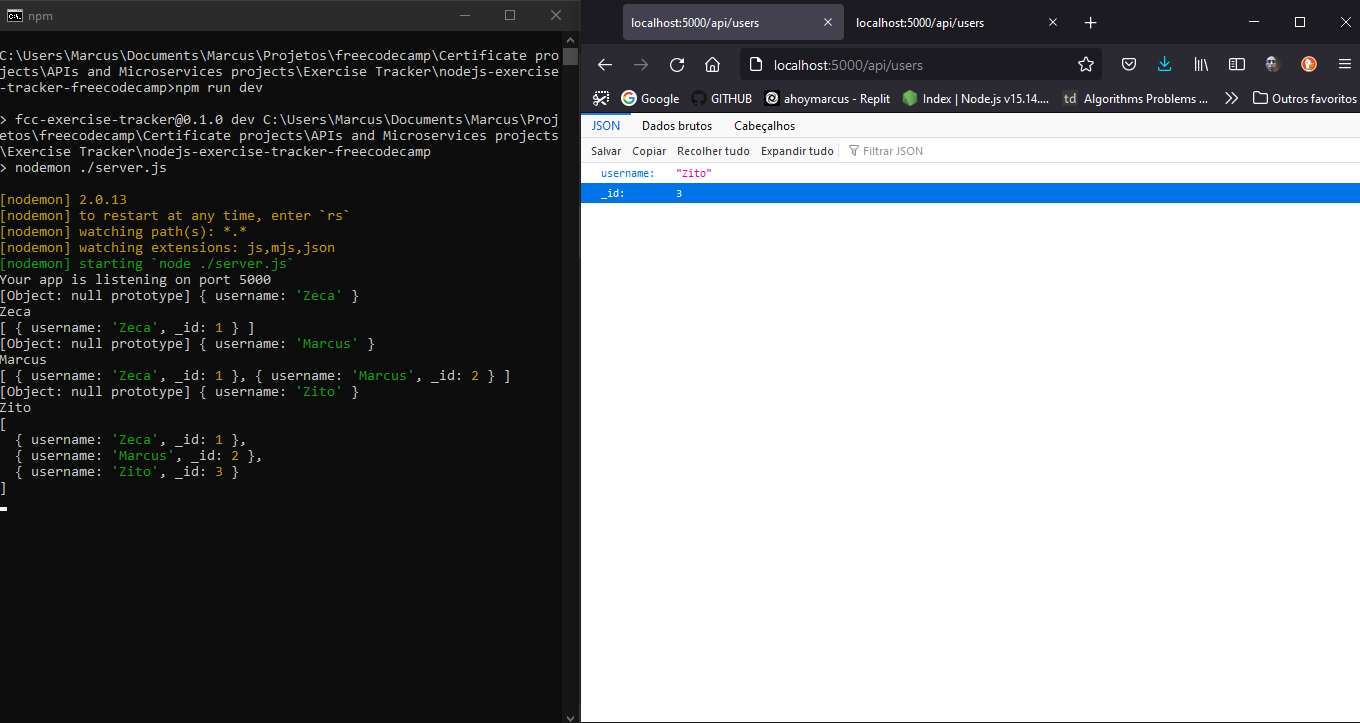 npm
C:\Users\Marcus\Documents\Marcus\Projetos\freecodecamp\Certificate pro
jects\APIs and Microservices projects\Exercise Tracker\nodejs-exercise
-tracker-freecodecamp>npm run dev
> fcc-exercise-tracker@0.1.0 dev C:\Users\Marcus\Documents\Marcus\Proj
etos\freecodecamp\Certificate projects\APIs and Microservices projects
\Exercise Tracker\nodejs-exercise-tracker-freecodecamp
> nodemon ./server.js
[nodemon] 2.0.13
[nodemon] to restart at any time, enter `rs`
[nodemon] watching path(s): *.*
[nodemon] watching extensions: js,mjs,json
[nodemon] starting `node ./server.js`
Your app is listening on port 5000
[Object: null prototype] { username: 'Zeca' }
Zeca
[ { username: 'Zeca', _id: 1 } ]
[Object: null prototype] { username: 'Marcus' }
Marcus
[ { username: 'Zeca', _id: 1 }, { username: 'Marcus', _id: 2 } ]
[Object: null prototype] { username: 'Zito' }
Zito
[
{ username: 'Zeca', _id: 1 },
{ username: 'Marcus', _id: 2 },
{ username: 'Zito', _id: 3 }
]
localhost:5000/api/users localhost:5000/api/users
localhost:5000/api/users
Google GITHUB ahoymarcus - Replit Index | Node.js v15.14.... td Algorithms Problems ... Outros favoritos
JSON Dados brutos Cabeçalhos
Salvar Copiar Recolher tudo Expandir tudo Filtrar JSON
username: "Zito"
_id: 3